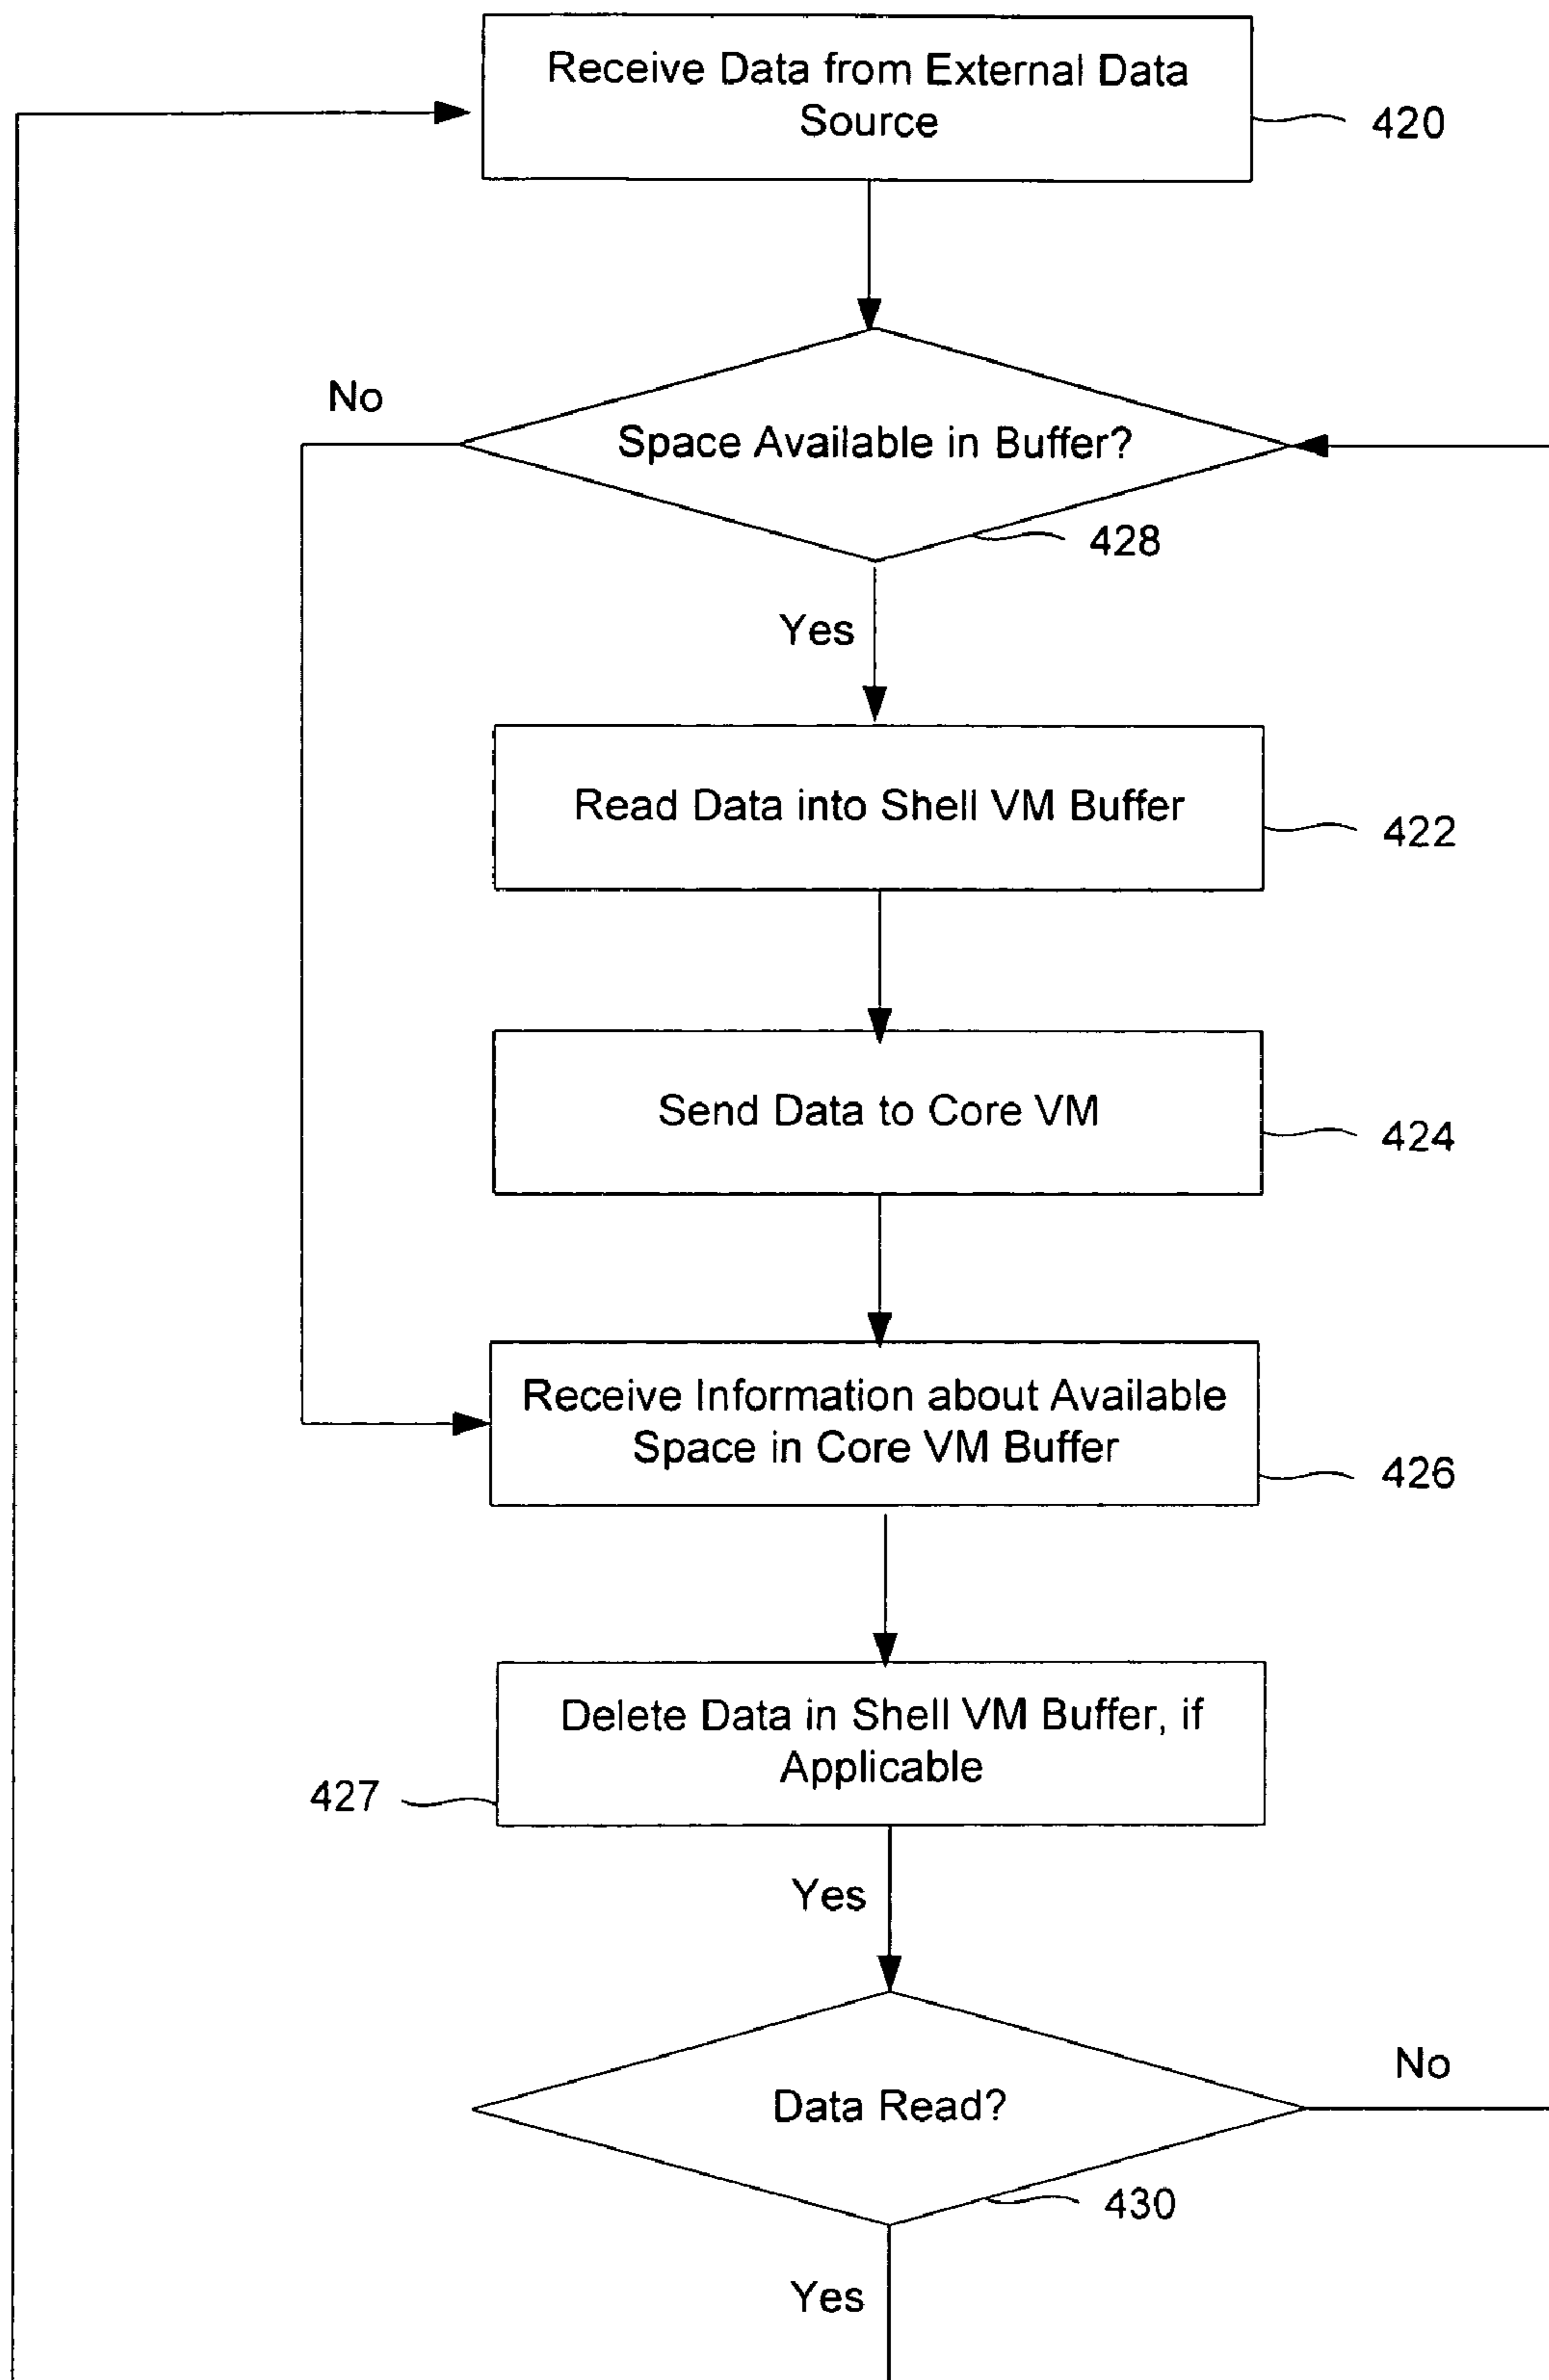 Receive Data from External Data
Source
420
No
Space Available in Buffer?
428
Yes
Read Data into Shell VM Buffer
422
Send Data to Core VM
424
Receive Information about Available
Space in Core VM Buffer
426
Delete Data in Shell VM Buffer, if
Applicable
427
Yes
No
Data Read?
430
Yes